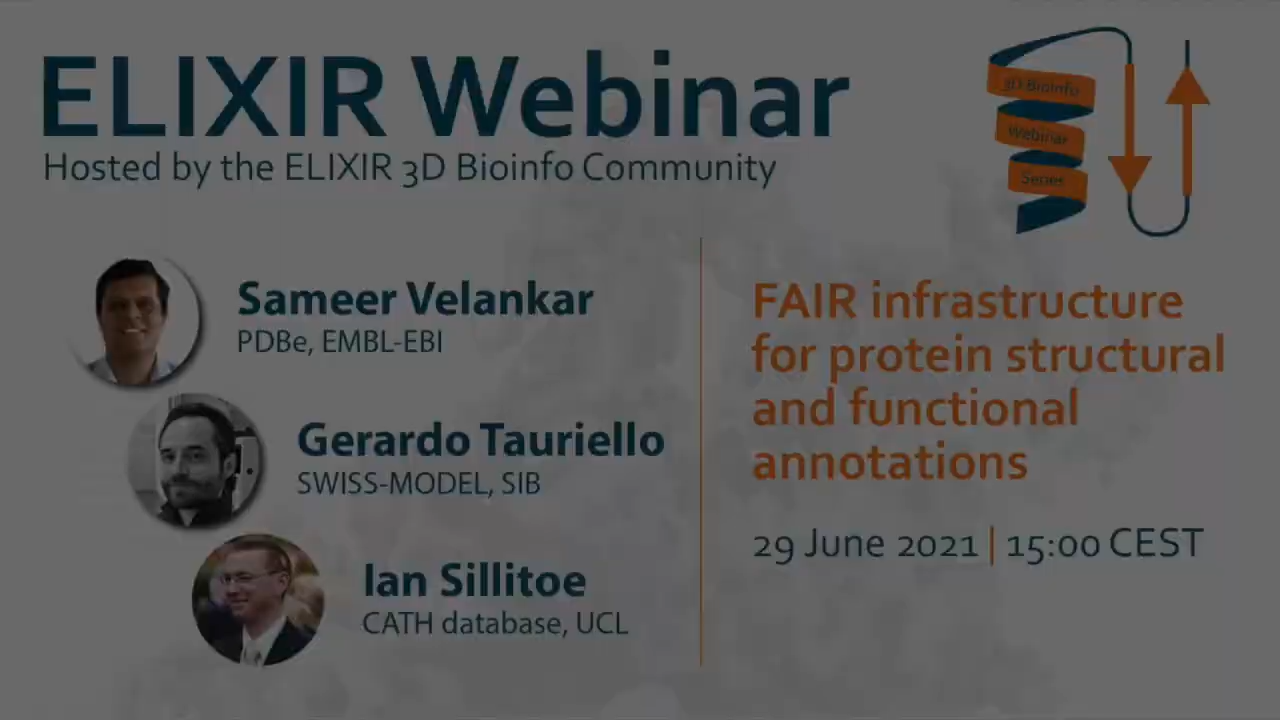 ELIXIR Webinar
Hosted by the ELIXIR 3D Bioinfo Community
3D Bioinfo
Webinar
Series
Sameer Velankar
PDBe, EMBL-EBI
Gerardo Tauriello
SWISS-MODEL, SIB
Ian Sillitoe
CATH database, UCL
FAIR infrastructure
for protein structural
and functional
annotations
29 June 2021 | 15:00 CEST